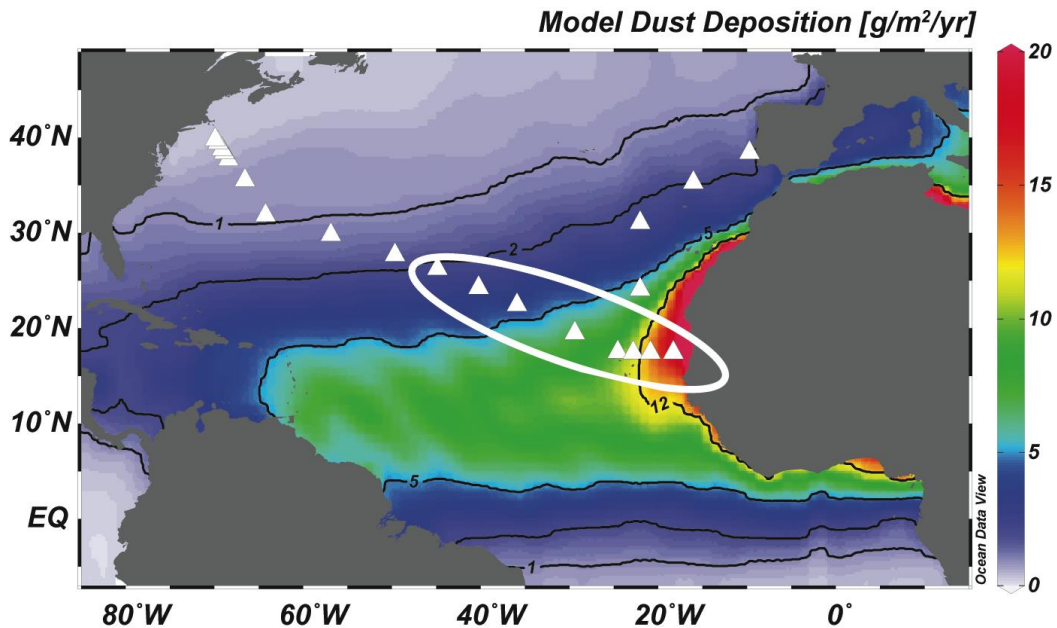 Model Dust Deposition [g/m²/yr]
20
15
10
5
0
40°N
30°N
20°N
10°N
EQ
1
2
5
12
5
1
Ocean Data View
80°W 60°W 40°W 20°W 0°